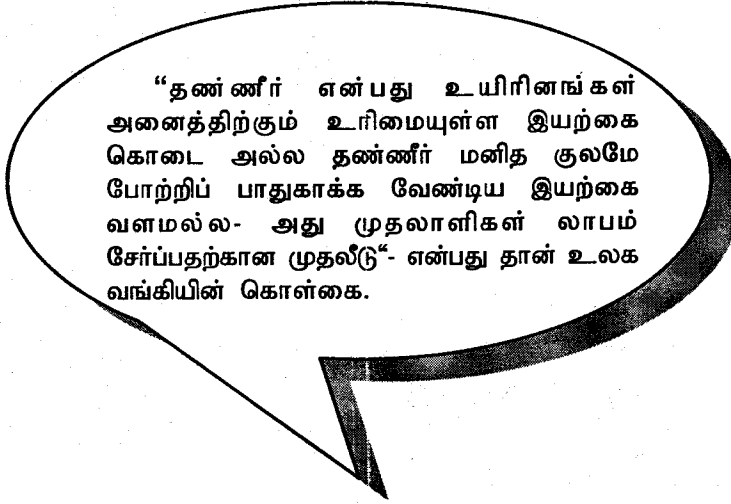 “தண்ணீர் என்பது உயிரினங்கள்
அனைத்திற்கும் உரிமையுள்ள இயற்கை
கொடை அல்ல தண்ணீர் மனித குலமே
போற்றிப் பாதுகாக்க வேண்டிய இயற்கை
வளமல்ல- அது முதலாளிகள் லாபம்
சேர்ப்பதற்கான முதலீடு“- என்பது தான் உலக
வங்கியின் கொள்கை.